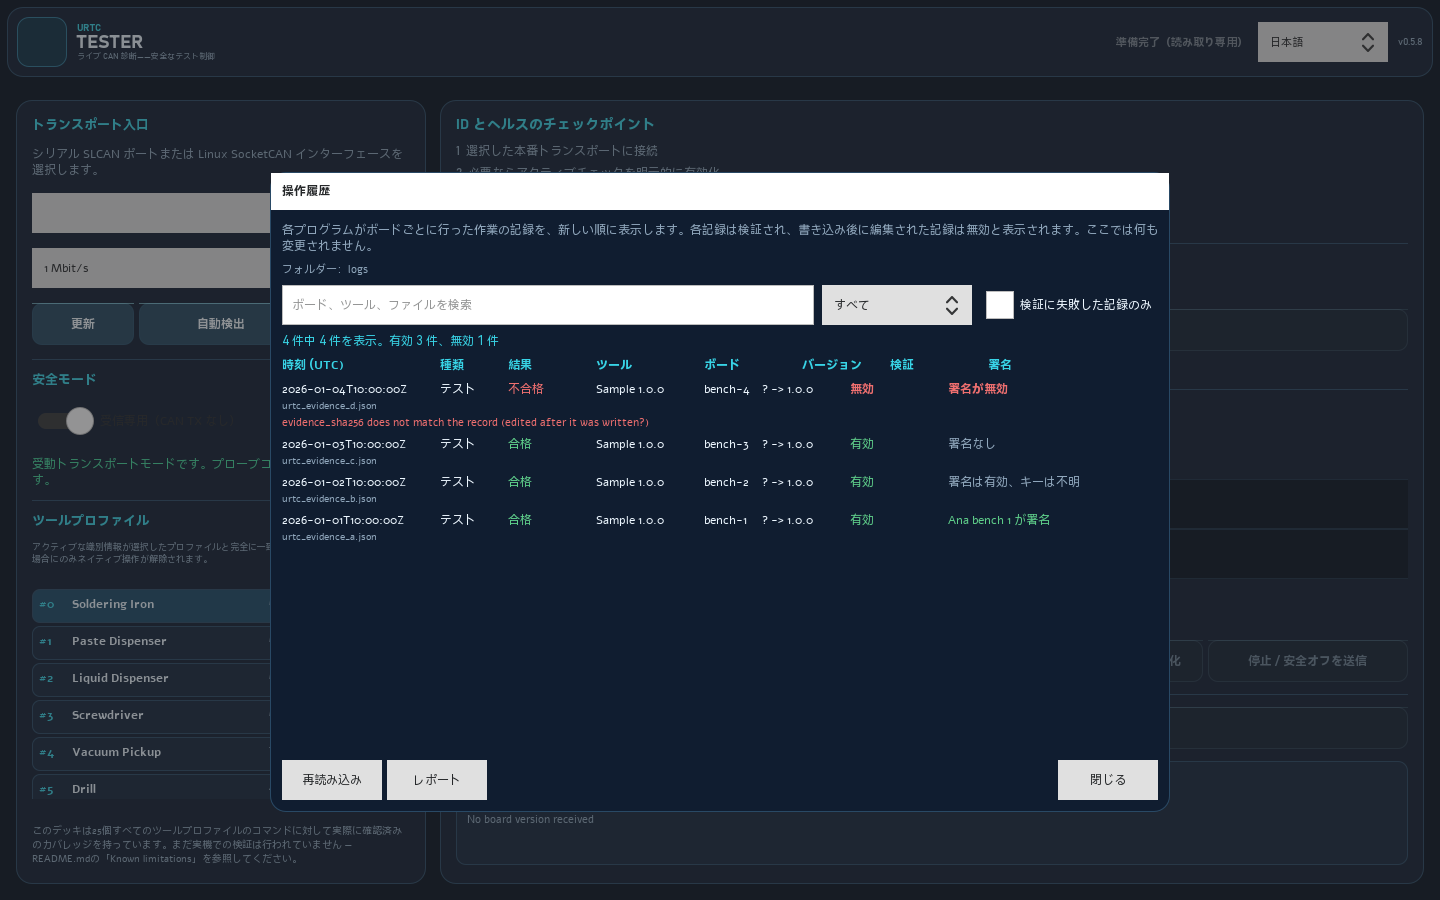 URTC
TESTER
ライブ CAN 診断——安全なテスト制御
準備完了（読み取り専用）
日本語
v0.5.8
トランスポート入口
シリアル SLCAN ポートまたは Linux SocketCAN インターフェースを
選択します。
1 Mbit/s
更新
自動検出
安全モード
受動トランスポートモードです。プローブコ
す。
ツールプロファイル
アクティブな識別情報が選択したプロファイルと完全に一致
場合にのみネイティブ操作が解除されます。
#0 Soldering Iron
#1 Paste Dispenser
#2 Liquid Dispenser
#3 Screwdriver
#4 Vacuum Pickup
#5 Drill
このデッキは25個すべてのツールプロファイルのコマンドに対して実際に確認済み
のカバレッジを持っています。まだ実機での検証は行われていません —
README.mdの「Known limitations」を参照してください。
ID とヘルスのチェックポイント
1 選択した本番トランスポートに接続
2 必要ならアクティブチェックを明示的に有効化
化
停止 / 安全オフを送信
No board version received
操作履歴
各プログラムがボードごとに行った作業の記録を、新しい順に表示します。各記録は検証され、書き込み後に編集された記録は無効と表示されます。ここでは何も
変更されません。
フォルダー: logs
ボード、ツール、ファイルを検索
すべて
検証に失敗した記録のみ
4 件中 4 件を表示。有効 3 件、無効 1 件
時刻 (UTC) 種類 結果 ツール ボード バージョン 検証 署名
2026-01-04T10:00:00Z テスト 不合格 Sample 1.0.0 bench-4 ? -> 1.0.0 無効 署名が無効
urtc_evidence_d.json
evidence_sha256 does not match the record (edited after it was written?)
2026-01-03T10:00:00Z テスト 合格 Sample 1.0.0 bench-3 ? -> 1.0.0 有効 署名なし
urtc_evidence_c.json
2026-01-02T10:00:00Z テスト 合格 Sample 1.0.0 bench-2 ? -> 1.0.0 有効 署名は有効、キーは不明
urtc_evidence_b.json
2026-01-01T10:00:00Z テスト 合格 Sample 1.0.0 bench-1 ? -> 1.0.0 有効 Ana bench 1 が署名
urtc_evidence_a.json
再読み込み
レポート
閉じる